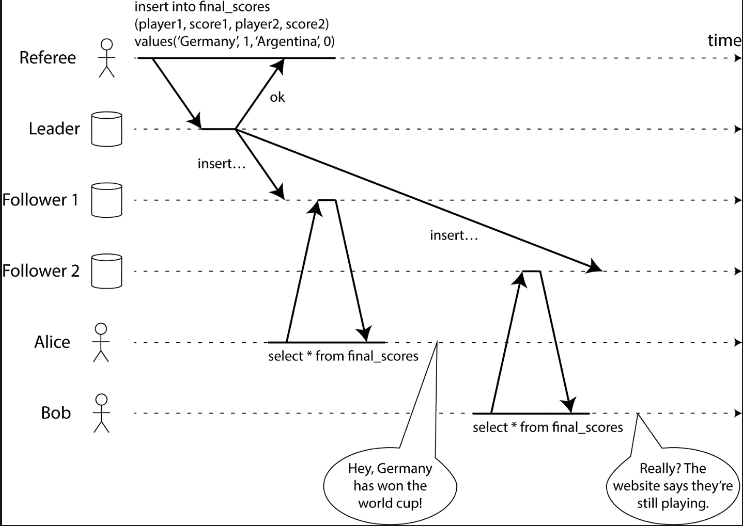 insert into final_scores
(player1, score1, player2, score2)
values(‘Germany’, 1, ‘Argentina’, 0)
time
Referee
ok
Leader
insert…
Follower 1
insert…
Follower 2
Alice
select * from final_scores
Bob
select * from final_scores
Hey, Germany
has won the
world cup!
Really? The
website says they’re
still playing.